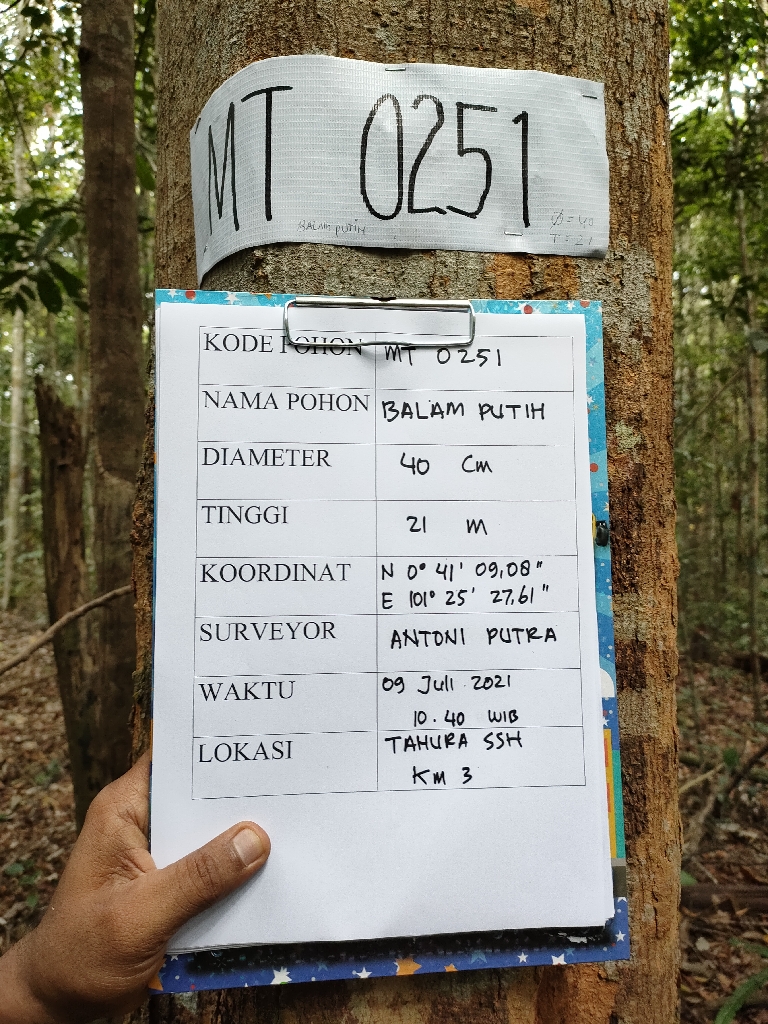 MT 0251
BALAM PUTIH
Ø = 40
T = 21
KODE POHON MT 0251
NAMA POHON BALAM PUTIH
DIAMETER 40 Cm
TINGGI 21 m
KOORDINAT N 0° 41' 09,08"
E 101° 25' 27,61"
SURVEYOR ANTONI PUTRA
WAKTU 09 Juli 2021
10.40 WIB
LOKASI TAHURA SSH
KM 3